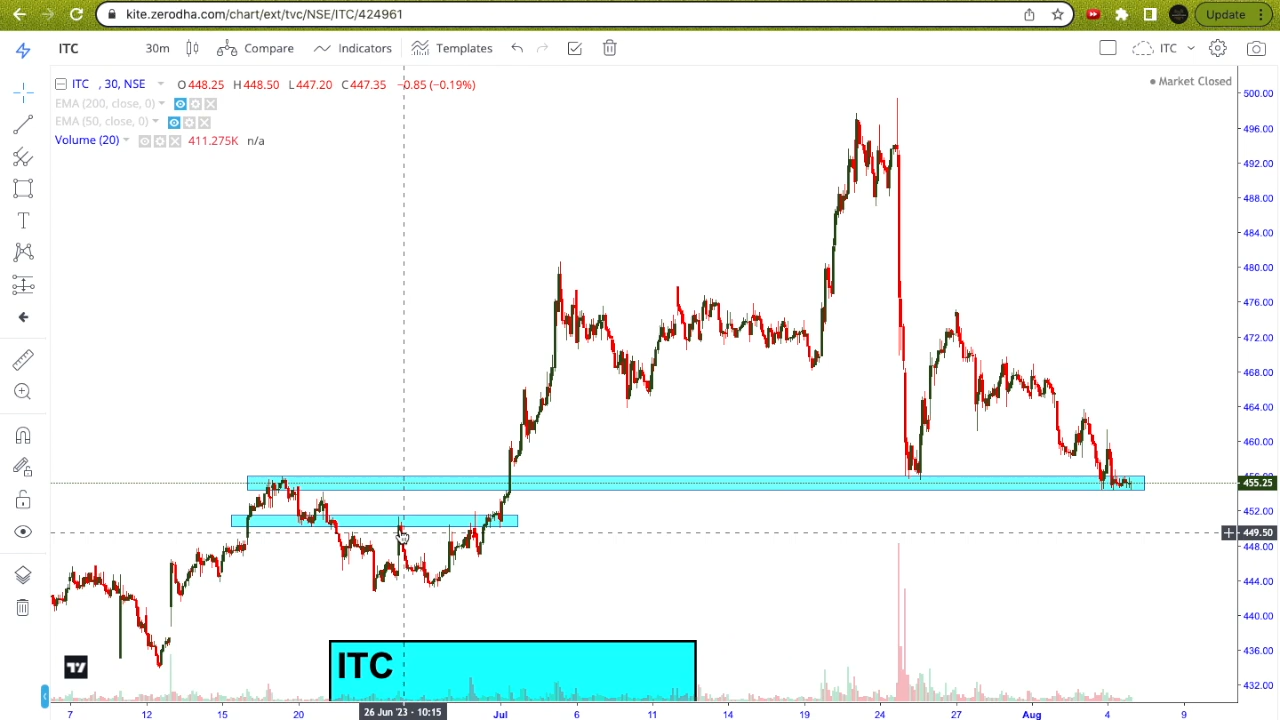 kite.zerodha.com/chart/ext/tvc/NSE/ITC/424961
Update
ITC 30m Compare Indicators Templates ITC
ITC , 30, NSE O448.25 H448.50 L447.20 C447.35 −0.85 (−0.19%)
Market Closed
EMA (200, close, 0)
EMA (50, close, 0)
Volume (20) 411.275K n/a
500.00
496.00
492.00
488.00
484.00
480.00
476.00
472.00
468.00
464.00
460.00
455.25
452.00
449.50
448.00
444.00
440.00
436.00
432.00
ITC
7 12 15 20 26 Jun '23 - 10:15 Jul 6 11 14 19 24 27 Aug 4 9